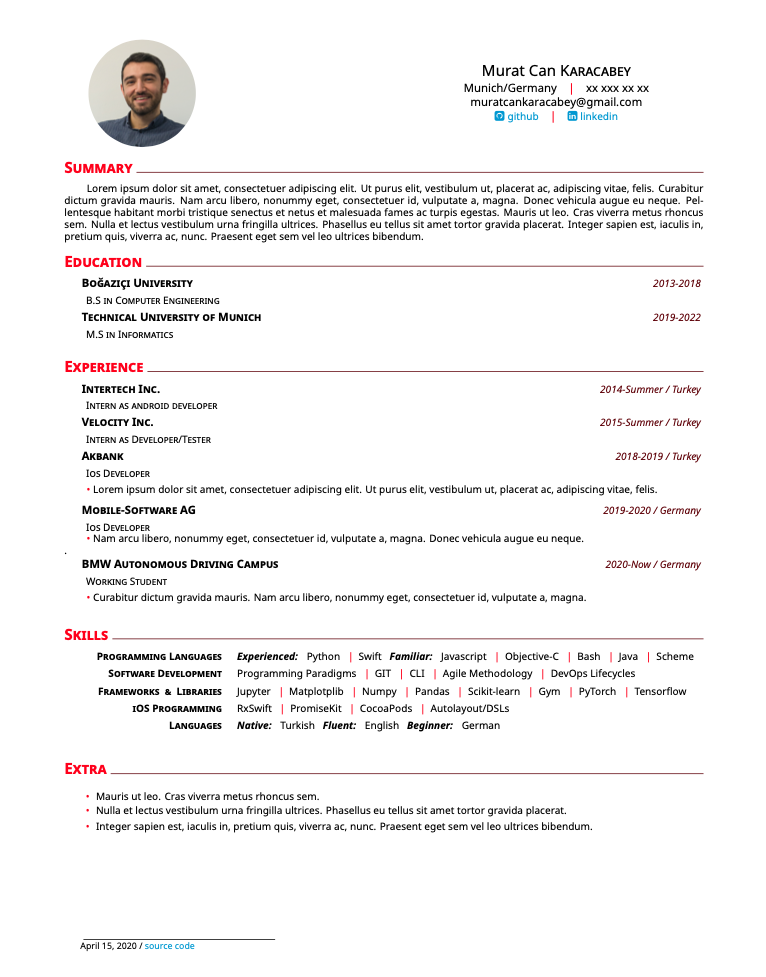 Murat Can Karacabey
Munich/Germany | xx xxx xx xx
muratcankaracabey@gmail.com
github | linkedin
Summary
Lorem ipsum dolor sit amet, consectetuer adipiscing elit. Ut purus elit, vestibulum ut, placerat ac, adipiscing vitae, felis. Curabitur
dictum gravida mauris. Nam arcu libero, nonummy eget, consectetuer id, vulputate a, magna. Donec vehicula augue eu neque. Pel-
lentesque habitant morbi tristique senectus et netus et malesuada fames ac turpis egestas. Mauris ut leo. Cras viverra metus rhoncus
sem. Nulla et lectus vestibulum urna fringilla ultrices. Phasellus eu tellus sit amet tortor gravida placerat. Integer sapien est, iaculis in,
pretium quis, viverra ac, nunc. Praesent eget sem vel leo ultrices bibendum.
Education
Boğaziçi University 2013-2018
B.S in Computer Engineering
Technical University of Munich 2019-2022
M.S in Informatics
Experience
Intertech Inc. 2014-Summer / Turkey
Intern as android developer
Velocity Inc. 2015-Summer / Turkey
Intern as Developer/Tester
Akbank 2018-2019 / Turkey
Ios Developer
• Lorem ipsum dolor sit amet, consectetuer adipiscing elit. Ut purus elit, vestibulum ut, placerat ac, adipiscing vitae, felis.
Mobile-Software AG 2019-2020 / Germany
Ios Developer
• Nam arcu libero, nonummy eget, consectetuer id, vulputate a, magna. Donec vehicula augue eu neque.
.
BMW Autonomous Driving Campus 2020-Now / Germany
Working Student
• Curabitur dictum gravida mauris. Nam arcu libero, nonummy eget, consectetuer id, vulputate a, magna.
Skills
Programming Languages Experienced: Python | Swift Familiar: Javascript | Objective-C | Bash | Java | Scheme
Software Development Programming Paradigms | GIT | CLI | Agile Methodology | DevOps Lifecycles
Frameworks & Libraries Jupyter | Matplotplib | Numpy | Pandas | Scikit-learn | Gym | PyTorch | Tensorflow
iOS Programming RxSwift | PromiseKit | CocoaPods | Autolayout/DSLs
Languages Native: Turkish Fluent: English Beginner: German
Extra
• Mauris ut leo. Cras viverra metus rhoncus sem.
• Nulla et lectus vestibulum urna fringilla ultrices. Phasellus eu tellus sit amet tortor gravida placerat.
• Integer sapien est, iaculis in, pretium quis, viverra ac, nunc. Praesent eget sem vel leo ultrices bibendum.
April 15, 2020 / source code